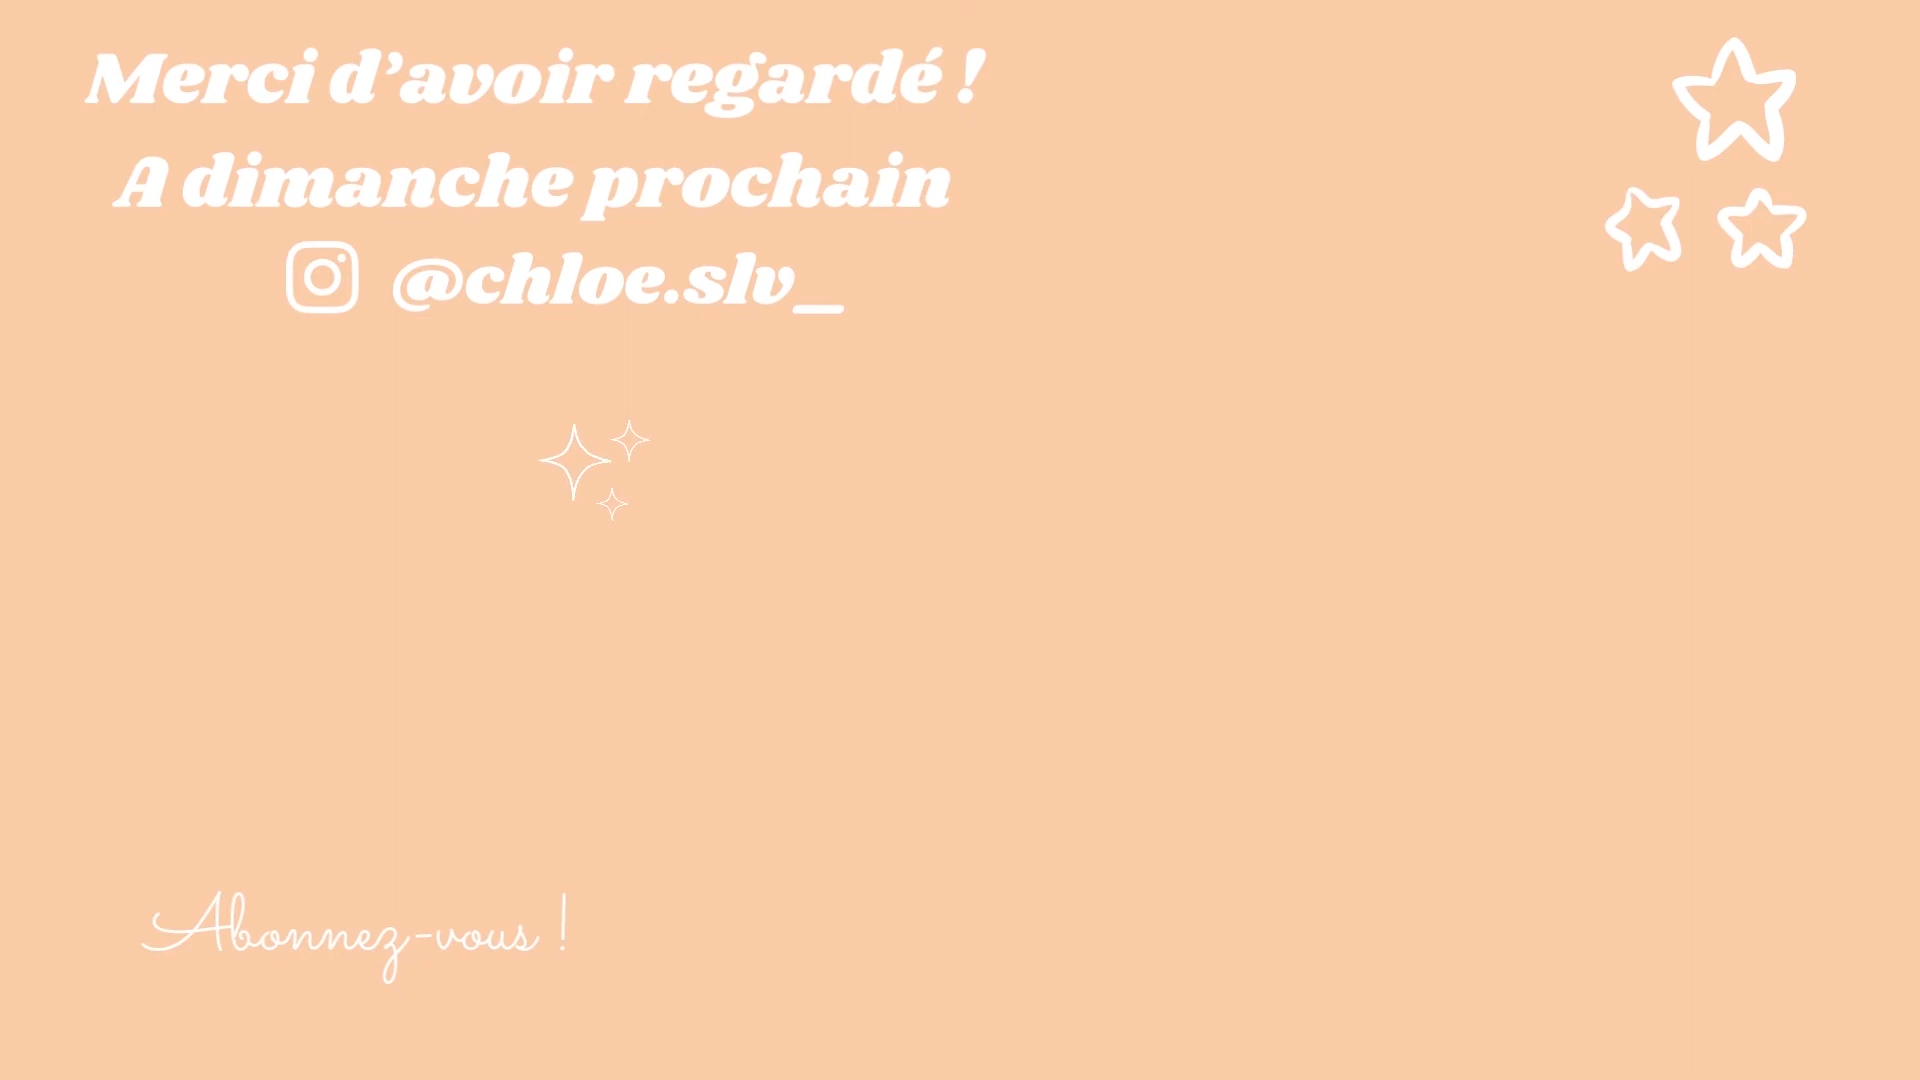 Merci d’avoir regardé !
A dimanche prochain
@chloe.slv_
Abonnez-vous !